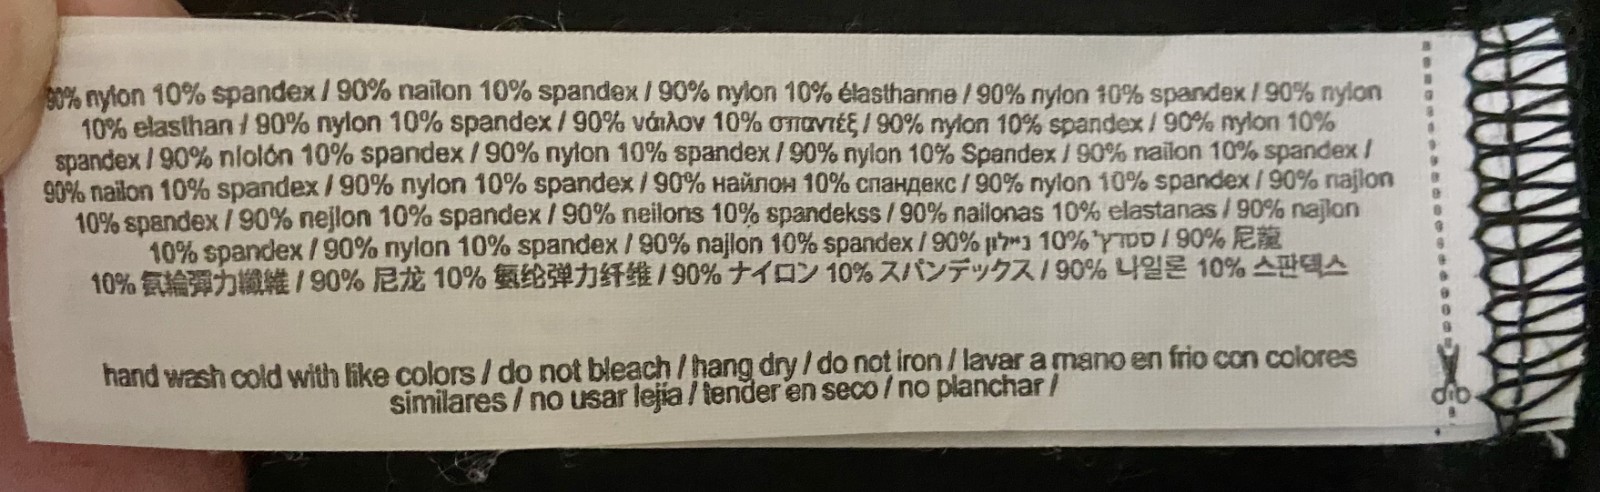 90% nylon 10% spandex / 90% naïlon 10% spandex / 90% nylon 10% élasthanne / 90% nylon 10% spandex / 90% nylon
10% elasthan / 90% nylon 10% spandex / 90% νάιλον 10% σπαντέξ / 90% nylon 10% spandex / 90% nylon 10%
spandex / 90% níolón 10% spandex / 90% nylon 10% spandex / 90% nylon 10% Spandex / 90% nailon 10% spandex /
90% nailon 10% spandex / 90% nylon 10% spandex / 90% найлон 10% спандекс / 90% nylon 10% spandex / 90% najlon
10% spandex / 90% nejlon 10% spandex / 90% neilons 10% spandekss / 90% nailonas 10% elastanas / 90% najlon
10% spandex / 90% nylon 10% spandex / 90% najlon 10% spandex / 90% ניילון 10% ספרץ' / 90% 尼龍
10% 氨綸彈力纖維 / 90% 尼龙 10% 氨纶弹力纤维 / 90% ナイロン 10% スパンデックス / 90% 나일론 10% 스판덱스
hand wash cold with like colors / do not bleach / hang dry / do not iron / lavar a mano en frio con colores
similares / no usar lejia / tender en seco / no planchar /